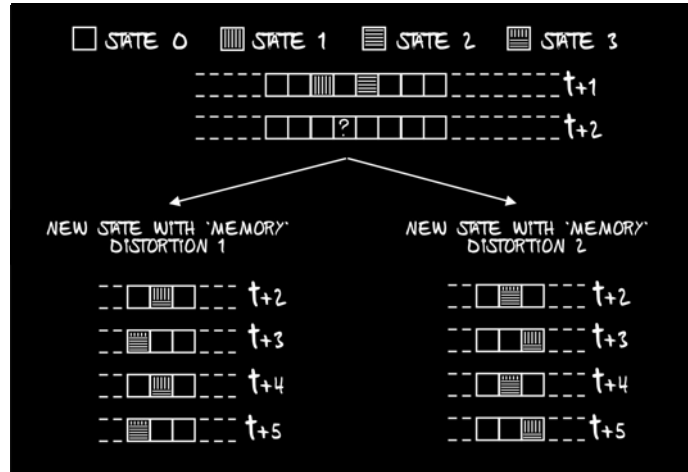 STATE 0 STATE 1 STATE 2 STATE 3
t+1
? t+2
NEW STATE WITH 'MEMORY' DISTORTION 1
NEW STATE WITH 'MEMORY' DISTORTION 2
t+2
t+3
t+4
t+5
t+2
t+3
t+4
t+5